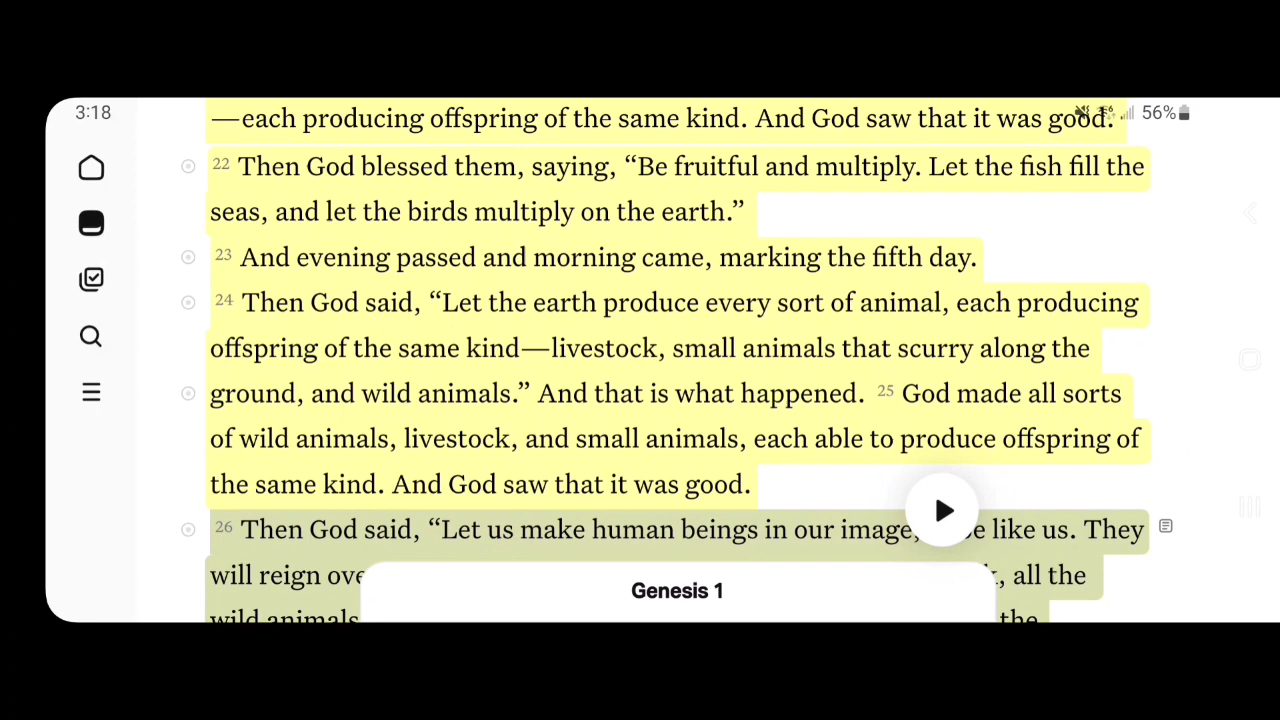 3:18
56%
—each producing offspring of the same kind. And God saw that it was good.
22 Then God blessed them, saying, “Be fruitful and multiply. Let the fish fill the
seas, and let the birds multiply on the earth.”
23 And evening passed and morning came, marking the fifth day.
24 Then God said, “Let the earth produce every sort of animal, each producing
offspring of the same kind—livestock, small animals that scurry along the
ground, and wild animals.” And that is what happened. 25 God made all sorts
of wild animals, livestock, and small animals, each able to produce offspring of
the same kind. And God saw that it was good.
26 Then God said, “Let us make human beings in our image, be like us. They
will reign all the
wild animals the
Genesis 1